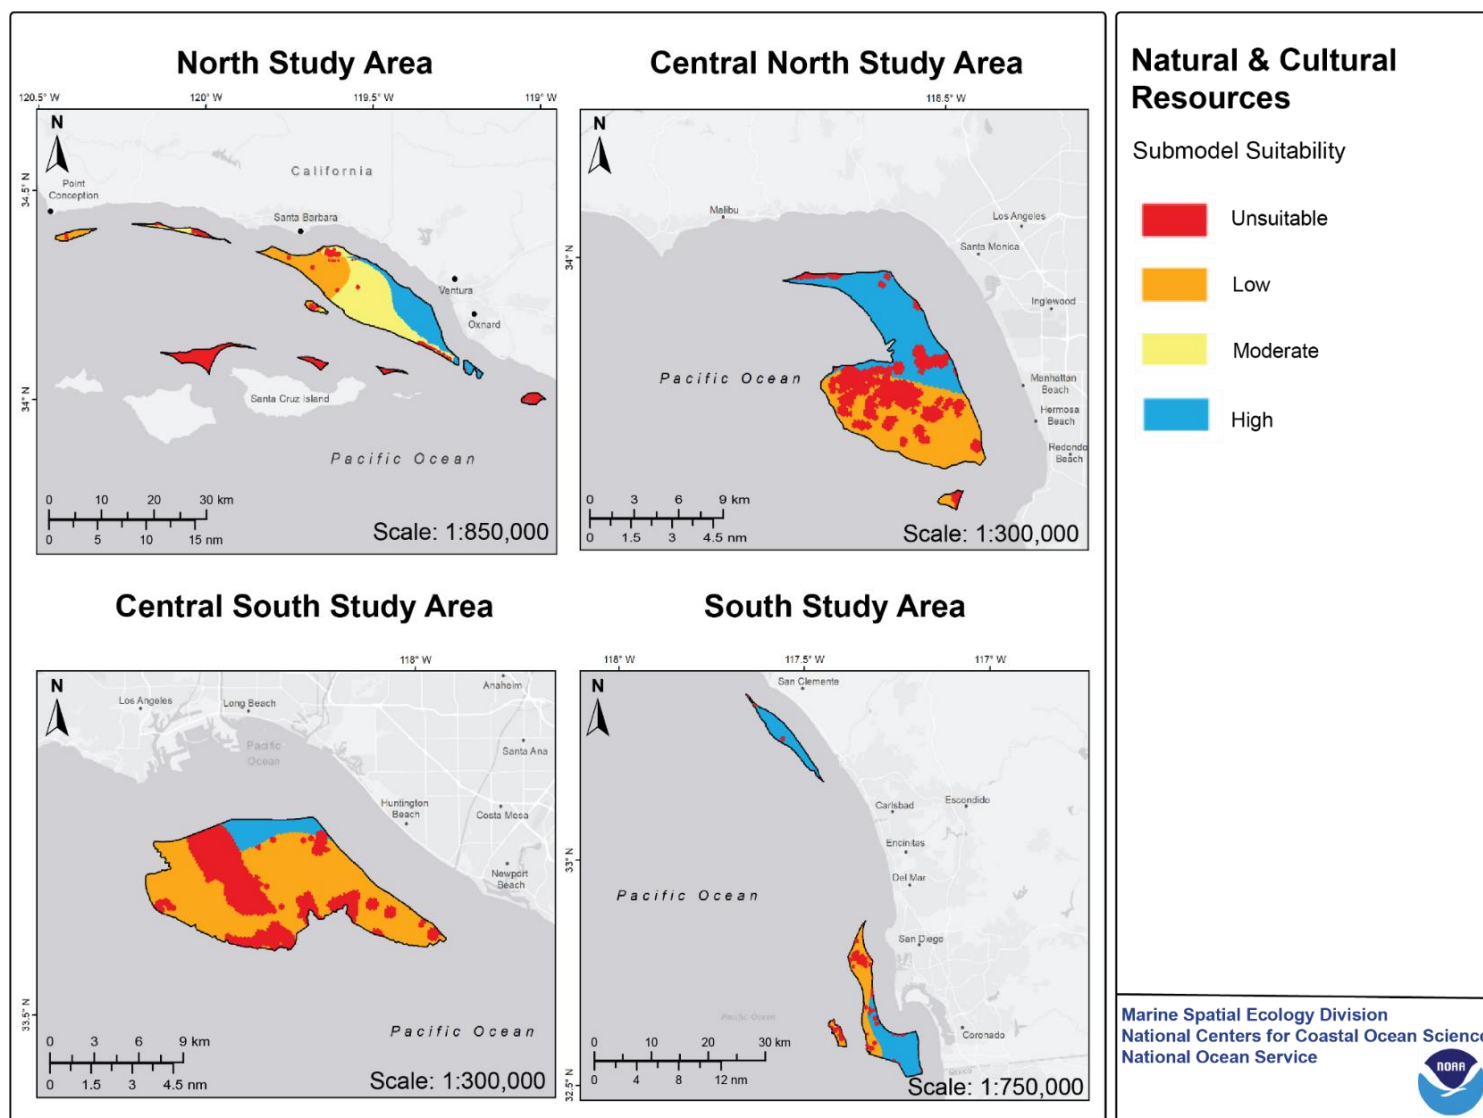 North Study Area
120.5° W
120° W
119.5° W
119° W
N
34.5° N
34° N
Point
Conception
California
Santa Barbara
Ventura
Oxnard
Santa Cruz Island
Pacific Ocean
0 10 20 30 km
0 5 10 15 nm
Scale: 1:850,000
Central North Study Area
118.5° W
N
34° N
Malibu
Los Angeles
Santa Monica
Inglewood
Pacific Ocean
Manhattan
Beach
Hermosa
Beach
Redondo
Beach
0 3 6 9 km
0 1.5 3 4.5 nm
Scale: 1:300,000
Central South Study Area
118° W
N
33.5° N
Anaheim
Los Angeles
Long Beach
Pacific
Ocean
Santa Ana
Huntington
Beach
Costa Mesa
Newport
Beach
Pacific Ocean
0 3 6 9 km
0 1.5 3 4.5 nm
Scale: 1:300,000
South Study Area
118° W
117.5° W
117° W
N
33° N
32.5° N
San Clemente
Carlsbad
Escondido
Encinitas
Del Mar
Pacific Ocean
San Diego
Pacific Ocean
Coronado
MEXICO
0 10 20 30 km
0 4 8 12 nm
Scale: 1:750,000
Natural & Cultural
Resources
Submodel Suitability
Unsuitable
Low
Moderate
High
Marine Spatial Ecology Division
National Centers for Coastal Ocean Science
National Ocean Service
NOAA